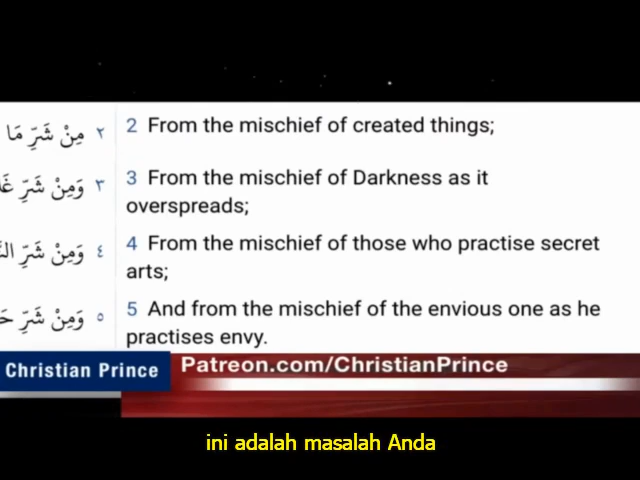 ٢ مِنْ شَرِّ مَا
2 From the mischief of created things;
٣ وَمِنْ شَرِّ
3 From the mischief of Darkness as it
overspreads;
٤ وَمِنْ شَرِّ
4 From the mischief of those who practise secret
arts;
٥ وَمِنْ شَرِّ
5 And from the mischief of the envious one as he
practises envy.
Christian Prince
Patreon.com/ChristianPrince
ini adalah masalah Anda